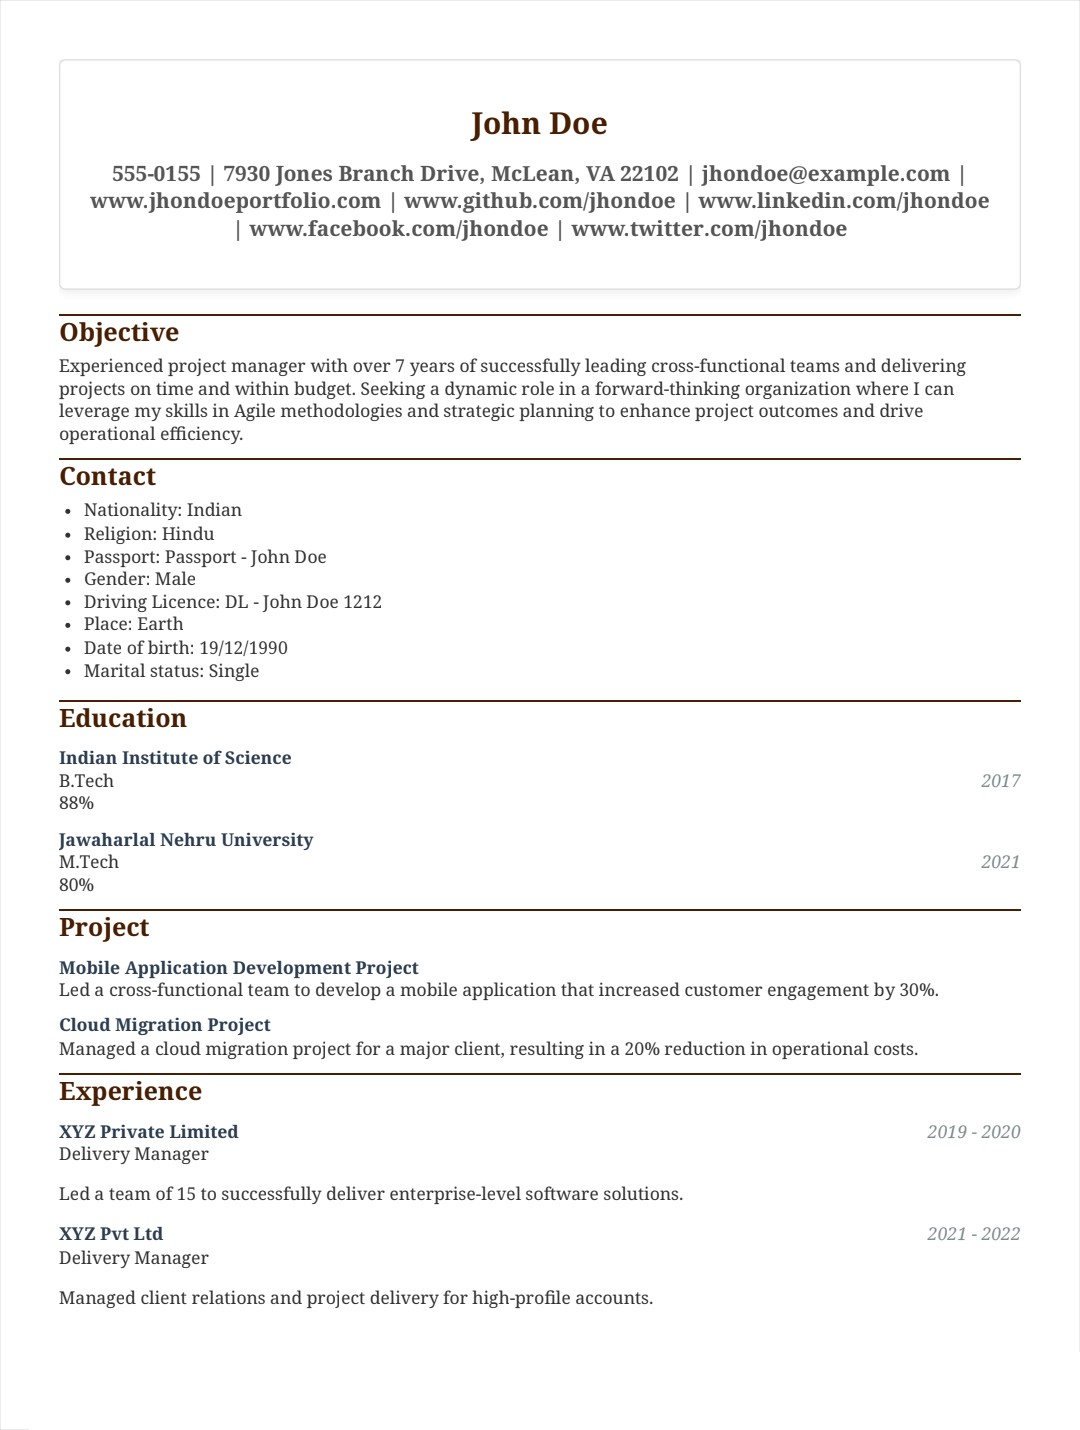 John Doe
555-0155 | 7930 Jones Branch Drive, McLean, VA 22102 | jhondoe@example.com |
www.jhondoeportfolio.com | www.github.com/jhondoe | www.linkedin.com/jhondoe
| www.facebook.com/jhondoe | www.twitter.com/jhondoe
Objective
Experienced project manager with over 7 years of successfully leading cross-functional teams and delivering
projects on time and within budget. Seeking a dynamic role in a forward-thinking organization where I can
leverage my skills in Agile methodologies and strategic planning to enhance project outcomes and drive
operational efficiency.
Contact
• Nationality: Indian
• Religion: Hindu
• Passport: Passport - John Doe
• Gender: Male
• Driving Licence: DL - John Doe 1212
• Place: Earth
• Date of birth: 19/12/1990
• Marital status: Single
Education
Indian Institute of Science
B.Tech 2017
88%
Jawaharlal Nehru University
M.Tech 2021
80%
Project
Mobile Application Development Project
Led a cross-functional team to develop a mobile application that increased customer engagement by 30%.
Cloud Migration Project
Managed a cloud migration project for a major client, resulting in a 20% reduction in operational costs.
Experience
XYZ Private Limited 2019 - 2020
Delivery Manager
Led a team of 15 to successfully deliver enterprise-level software solutions.
XYZ Pvt Ltd 2021 - 2022
Delivery Manager
Managed client relations and project delivery for high-profile accounts.